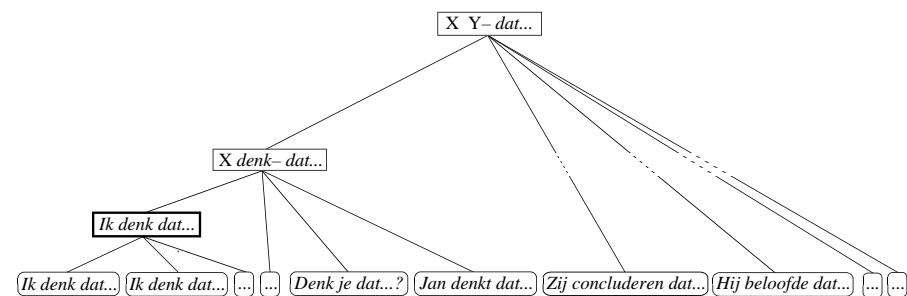 X Y– dat...
X denk– dat...
Ik denk dat...
Ik denk dat...
Ik denk dat...
...
...
Denk je dat...?
Jan denkt dat...
Zij concluderen dat...
Hij beloofde dat...
...
...